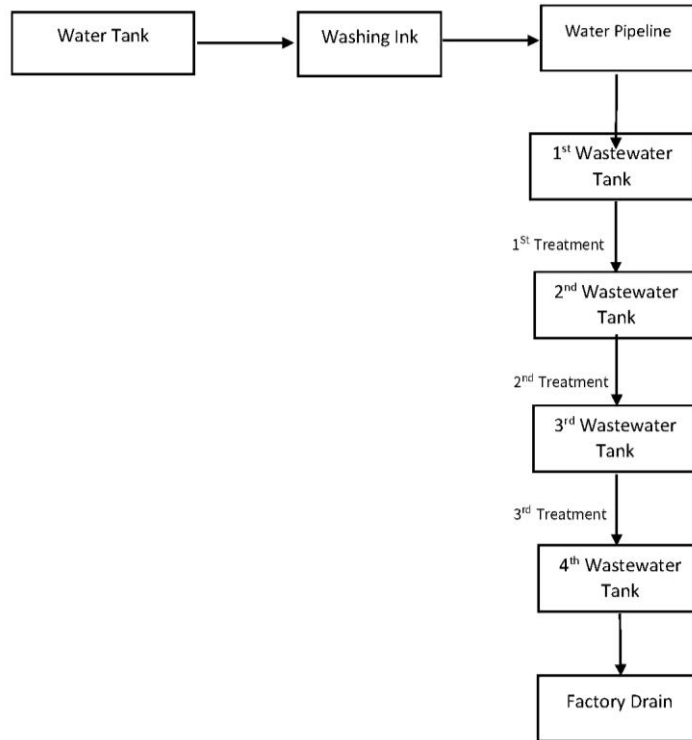 Water Tank
Washing Ink
Water Pipeline
1st Wastewater
Tank
1St Treatment
2nd Wastewater
Tank
2nd Treatment
3rd Wastewater
Tank
3rd Treatment
4th Wastewater
Tank
Factory Drain